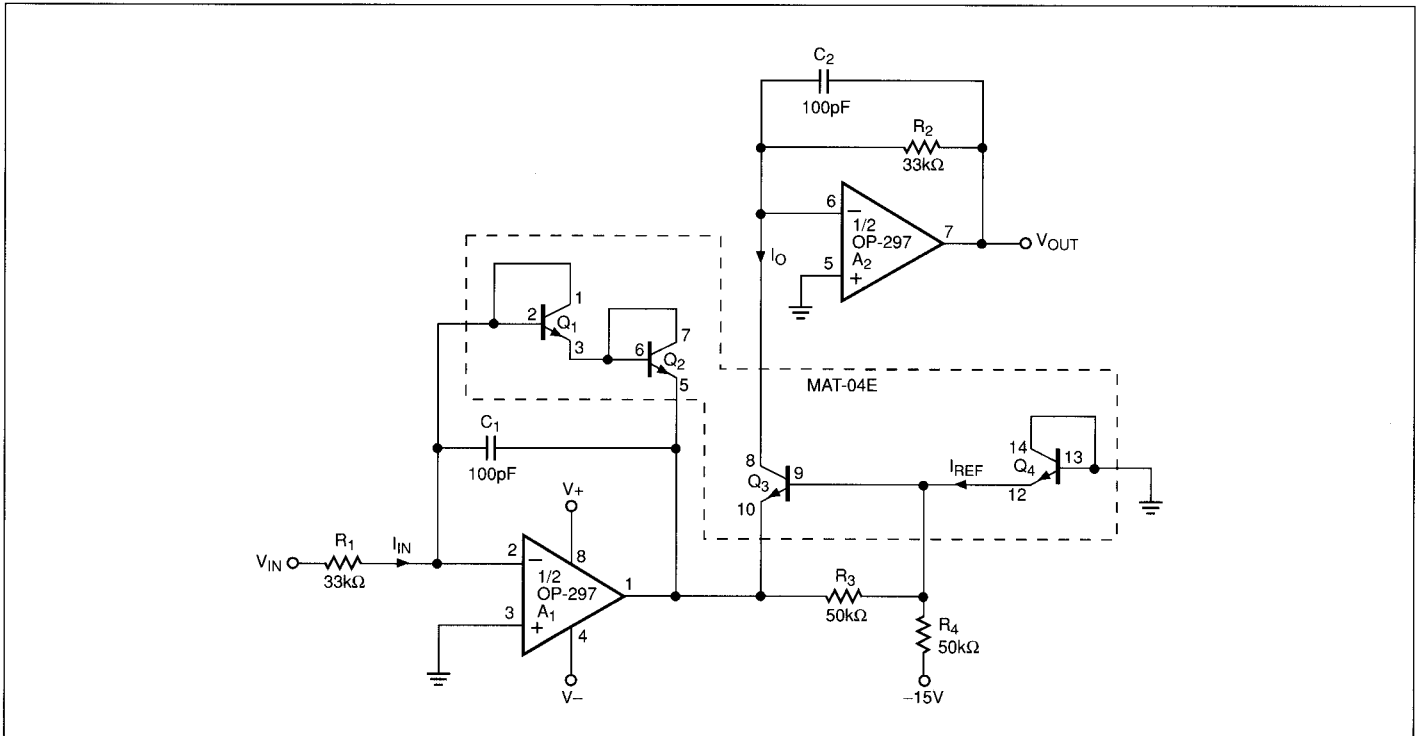 C2
100pF
R2
33kΩ
6
−
1/2
OP-297
A2
7
VOUT
5
+
IO
1
2
Q1
3
7
6
Q2
5
MAT-04E
C1
100pF
8
9
Q3
10
IREF
14
13
Q4
12
V+
VIN
R1
33kΩ
IIN
2
−
8
1/2
OP-297
A1
1
3
+
4
V−
R3
50kΩ
R4
50kΩ
−15V